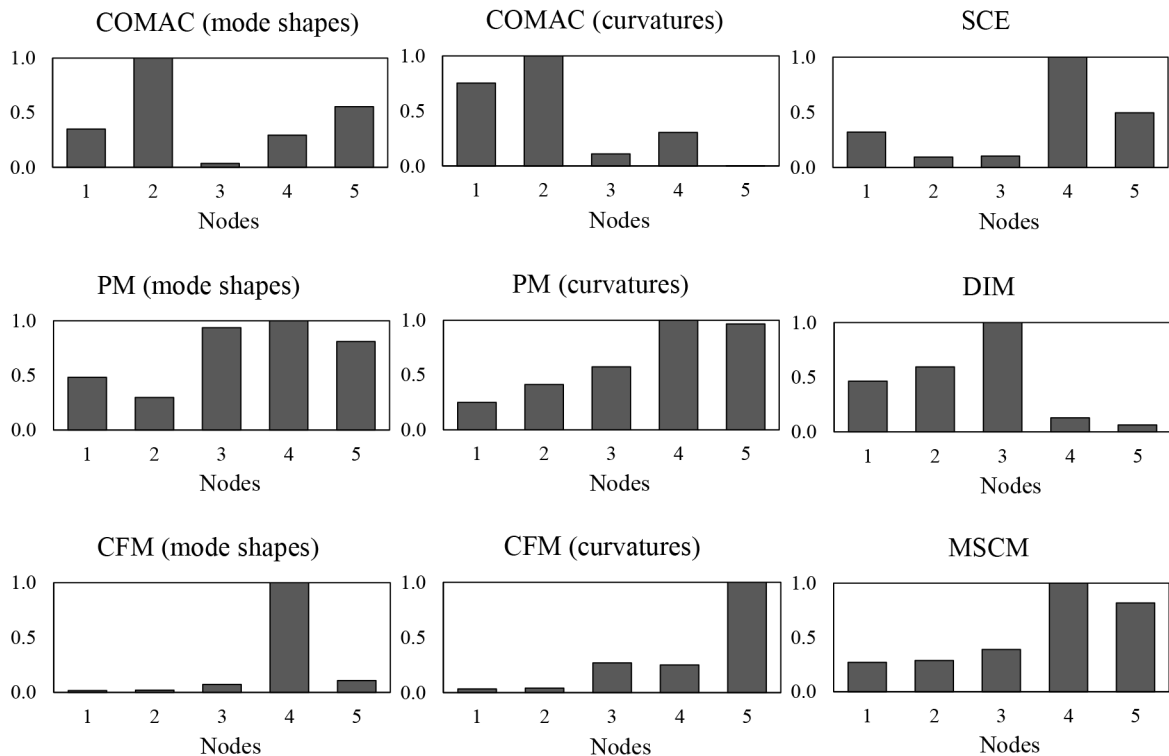 COMAC (mode shapes)
1.0
0.5
0.0
1 2 3 4 5
Nodes
COMAC (curvatures)
1.0
0.5
0.0
1 2 3 4 5
Nodes
SCE
1.0
0.5
0.0
1 2 3 4 5
Nodes
PM (mode shapes)
1.0
0.5
0.0
1 2 3 4 5
Nodes
PM (curvatures)
1.0
0.5
0.0
1 2 3 4 5
Nodes
DIM
1.0
0.5
0.0
1 2 3 4 5
Nodes
CFM (mode shapes)
1.0
0.5
0.0
1 2 3 4 5
Nodes
CFM (curvatures)
1.0
0.5
0.0
1 2 3 4 5
Nodes
MSCM
1.0
0.5
0.0
1 2 3 4 5
Nodes